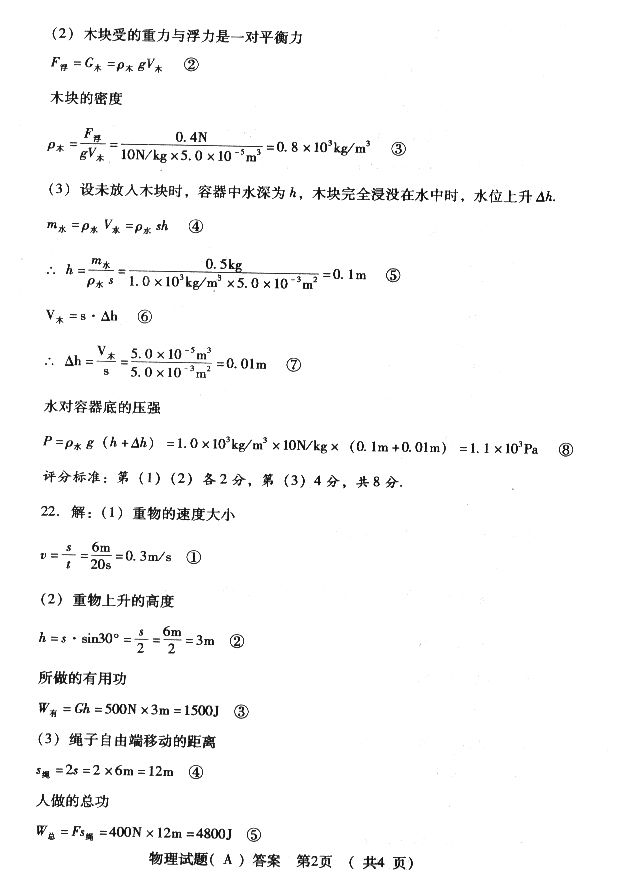 (2) 木块受的重力与浮力是一对平衡力
F浮 =G木 =ρ木 gV木 ②
木块的密度
ρ木 = F浮/gV木 = 0.4N/10N/kg×5.0×10⁻⁵m³ =0.8×10³kg/m³ ③
(3) 设未放入木块时，容器中水深为 h，木块完全浸没在水中时，水位上升 Δh.
m水 =ρ水 V水 =ρ水 sh ④
∴ h = m水/ρ水 s = 0.5kg/1.0×10³kg/m³ ×5.0×10⁻³m² =0.1m ⑤
V木 =s·Δh ⑥
∴ Δh = V木/s = 5.0×10⁻⁵m³/5.0×10⁻³m² =0.01m ⑦
水对容器底的压强
P=ρ水 g (h+Δh) =1.0×10³kg/m³ ×10N/kg× (0.1m+0.01m) =1.1×10³Pa ⑧
评分标准：第 (1) (2) 各 2 分，第 (3) 4 分，共 8 分.
22. 解：(1) 重物的速度大小
v= s/t = 6m/20s =0.3m/s ①
(2) 重物上升的高度
h=s·sin30°= s/2 = 6m/2 =3m ②
所做的有用功
W有 =Gh=500N×3m=1500J ③
(3) 绳子自由端移动的距离
s绳 =2s=2×6m=12m ④
人做的总功
W总 =Fs绳 =400N×12m=4800J ⑤
物理试题( A ) 答案 第2页 ( 共4 页)